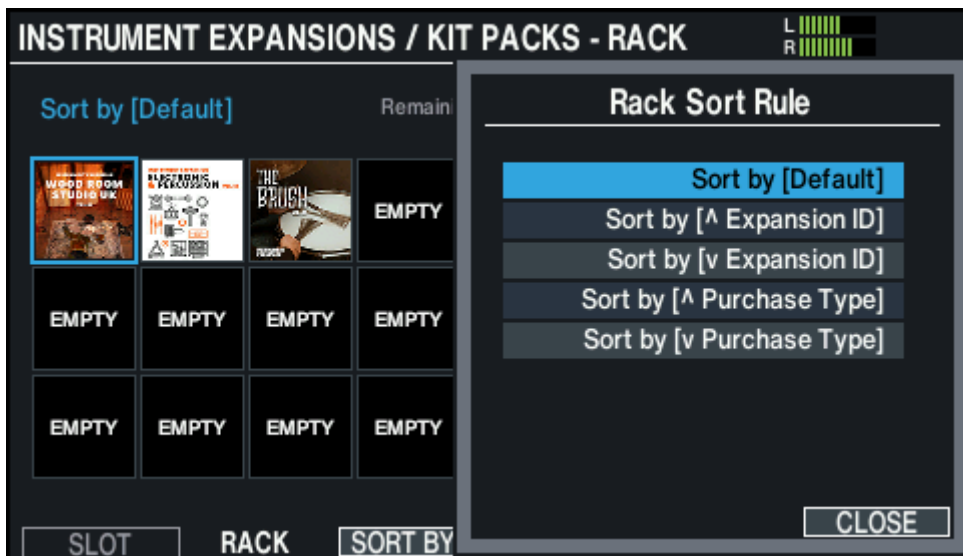 INSTRUMENT EXPANSIONS / KIT PACKS - RACK
L
R
Sort by [Default]
Remaini
WOOD ROOM
STUDIO UK
ELECTRONIC
& PERCUSSION
THE
BRUSH
EMPTY
EMPTY
EMPTY
EMPTY
EMPTY
EMPTY
EMPTY
EMPTY
EMPTY
SLOT
RACK
SORT BY
Rack Sort Rule
Sort by [Default]
Sort by [^ Expansion ID]
Sort by [v Expansion ID]
Sort by [^ Purchase Type]
Sort by [v Purchase Type]
CLOSE